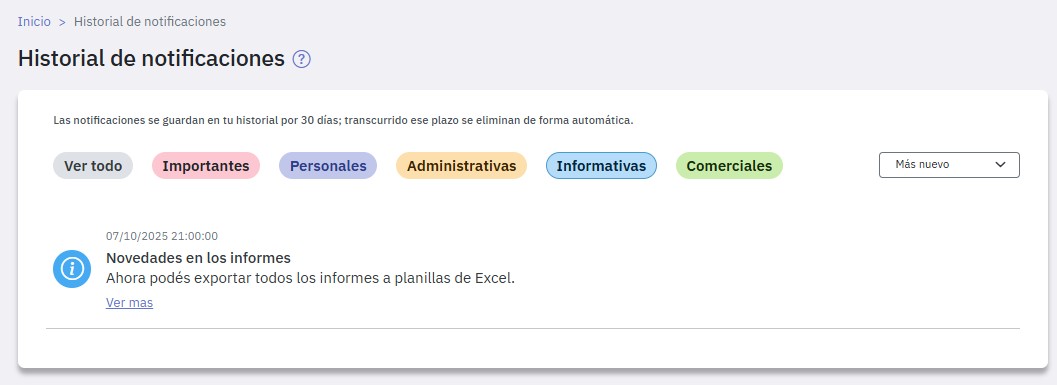 Inicio > Historial de notificaciones
Historial de notificaciones ?
Las notificaciones se guardan en tu historial por 30 días; transcurrido ese plazo se eliminan de forma automática.
Ver todo Importantes Personales Administrativas Informativas Comerciales Más nuevo
07/10/2025 21:00:00
Novedades en los informes
Ahora podés exportar todos los informes a planillas de Excel.
Ver mas